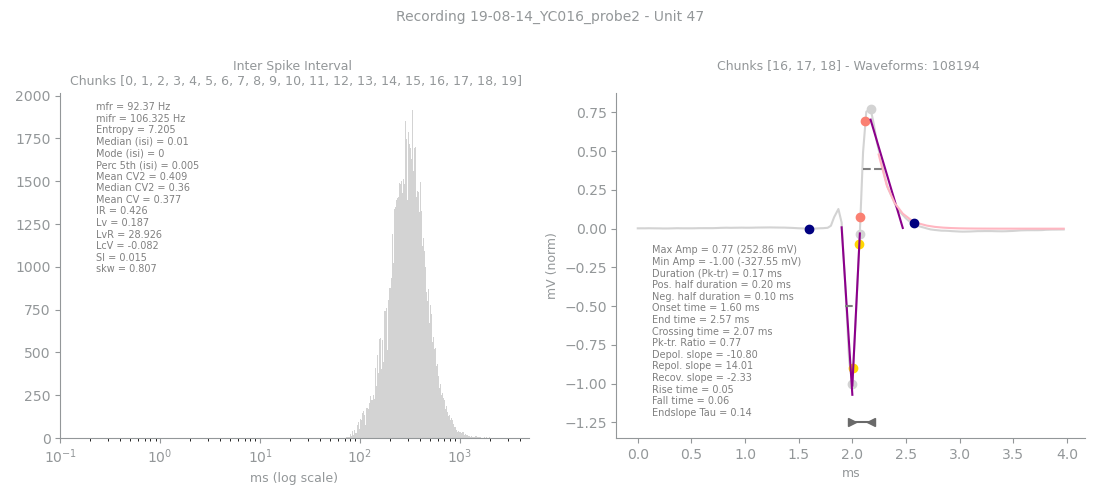 Recording 19-08-14_YC016_probe2 - Unit 47
Inter Spike Interval
Chunks [0, 1, 2, 3, 4, 5, 6, 7, 8, 9, 10, 11, 12, 13, 14, 15, 16, 17, 18, 19]
2000
1750
1500
1250
1000
750
500
250
0
mfr = 92.37 Hz
mifr = 106.325 Hz
Entropy = 7.205
Median (isi) = 0.01
Mode (isi) = 0
Perc 5th (isi) = 0.005
Mean CV2 = 0.409
Median CV2 = 0.36
Mean CV = 0.377
IR = 0.426
Lv = 0.187
LvR = 28.926
LcV = -0.082
SI = 0.015
skw = 0.807
10⁻¹ 10⁰ 10¹ 10² 10³
ms (log scale)
Chunks [16, 17, 18] - Waveforms: 108194
mV (norm)
0.75
0.50
0.25
0.00
−0.25
−0.50
−0.75
−1.00
−1.25
Max Amp = 0.77 (252.86 mV)
Min Amp = -1.00 (-327.55 mV)
Duration (Pk-tr) = 0.17 ms
Pos. half duration = 0.20 ms
Neg. half duration = 0.10 ms
Onset time = 1.60 ms
End time = 2.57 ms
Crossing time = 2.07 ms
Pk-tr. Ratio = 0.77
Depol. slope = -10.80
Repol. slope = 14.01
Recov. slope = -2.33
Rise time = 0.05
Fall time = 0.06
Endslope Tau = 0.14
0.0 0.5 1.0 1.5 2.0 2.5 3.0 3.5 4.0
ms